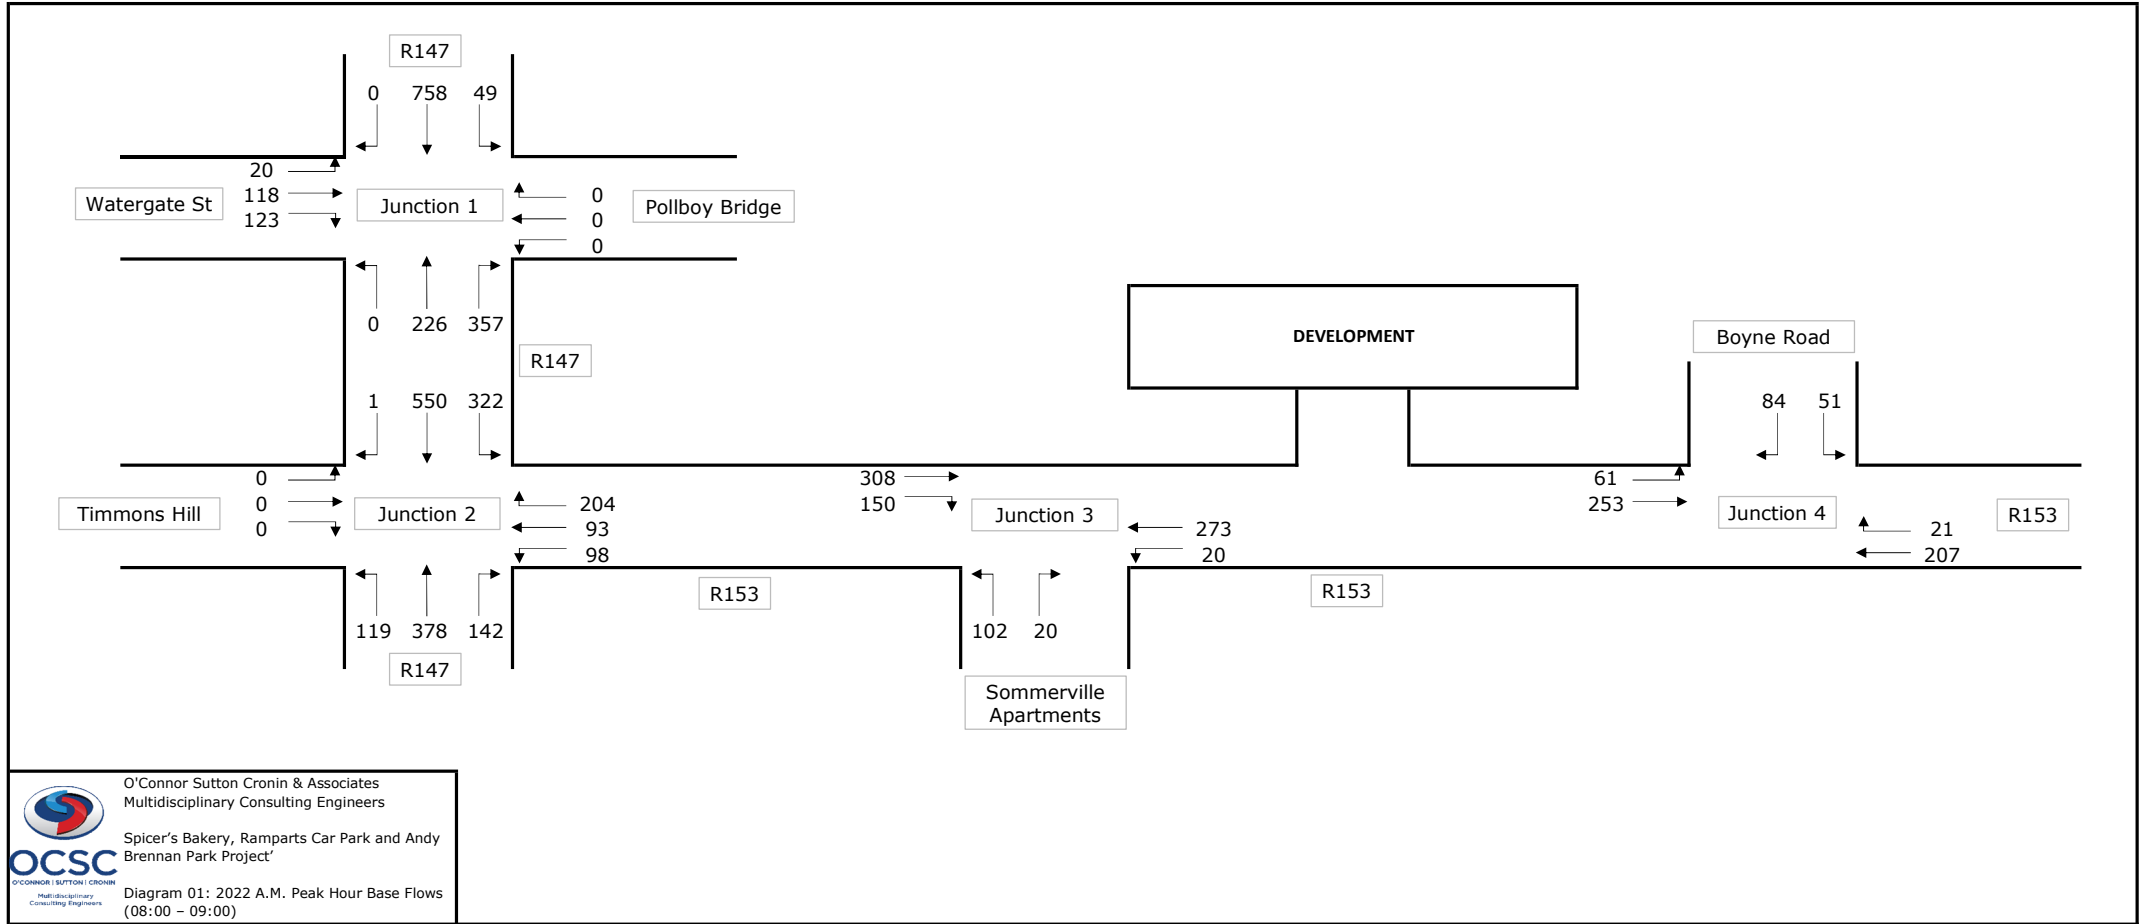 R147
0 758 49
20
118
123
Watergate St
Junction 1
0
0
0
Pollboy Bridge
0 226 357
R147
DEVELOPMENT
Boyne Road
1 550 322
84 51
0
0
0
Timmons Hill
Junction 2
204
93
98
308
150
Junction 3
273
20
61
253
Junction 4
21
207
R153
R153
R153
119 378 142
R147
102 20
Sommerville
Apartments
O'Connor Sutton Cronin & Associates
Multidisciplinary Consulting Engineers
Spicer’s Bakery, Ramparts Car Park and Andy
Brennan Park Project’
Diagram 01: 2022 A.M. Peak Hour Base Flows
(08:00 – 09:00)
OCSC
O'CONNOR | SUTTON | CRONIN
Multidisciplinary
Consulting Engineers